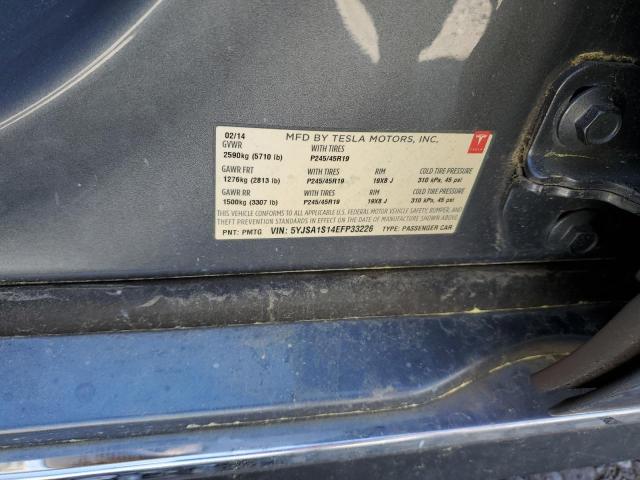 02/14 MFD BY TESLA MOTORS, INC.
GVWR WITH TIRES
2590kg (5710 lb) P245/45R19
GAWR FRT WITH TIRES RIM COLD TIRE PRESSURE
1276kg (2813 lb) P245/45R19 19X8 J 310 kPa, 45 psi
GAWR RR WITH TIRES RIM COLD TIRE PRESSURE
1500kg (3307 lb) P245/45R19 19X8 J 310 kPa, 45 psi
THIS VEHICLE CONFORMS TO ALL APPLICABLE U.S. FEDERAL MOTOR VEHICLE SAFETY, BUMPER, AND
THEFT PREVENTION STANDARDS IN EFFECT ON THE DATE OF MANUFACTURE SHOWN ABOVE.
PNT: PMTG VIN: 5YJSA1S14EFP33226 TYPE: PASSENGER CAR